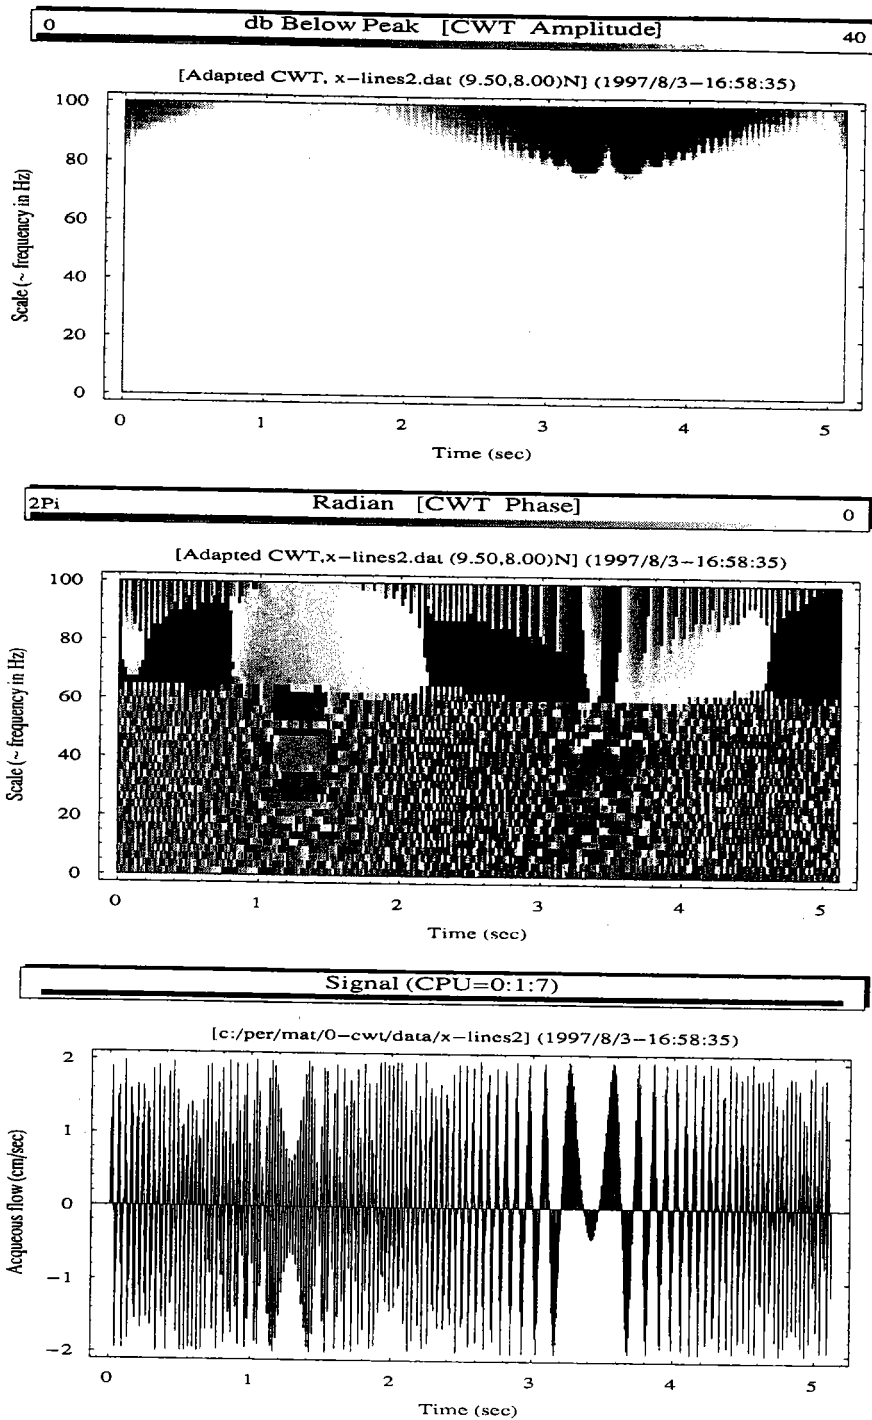 0 db Below Peak [CWT Amplitude] 40
[Adapted CWT, x-lines2.dat (9.50,8.00)N] (1997/8/3-16:58:35)
100
80
60
40
20
0
Scale (~ frequency in Hz)
0 1 2 3 4 5
Time (sec)
2Pi Radian [CWT Phase] 0
[Adapted CWT,x-lines2.dat (9.50,8.00)N] (1997/8/3-16:58:35)
100
80
60
40
20
0
Scale (~ frequency in Hz)
0 1 2 3 4 5
Time (sec)
Signal (CPU=0:1:7)
[c:/per/mat/0-cwt/data/x-lines2] (1997/8/3-16:58:35)
2
1
0
-1
-2
Acqueous flow (cm/sec)
0 1 2 3 4 5
Time (sec)